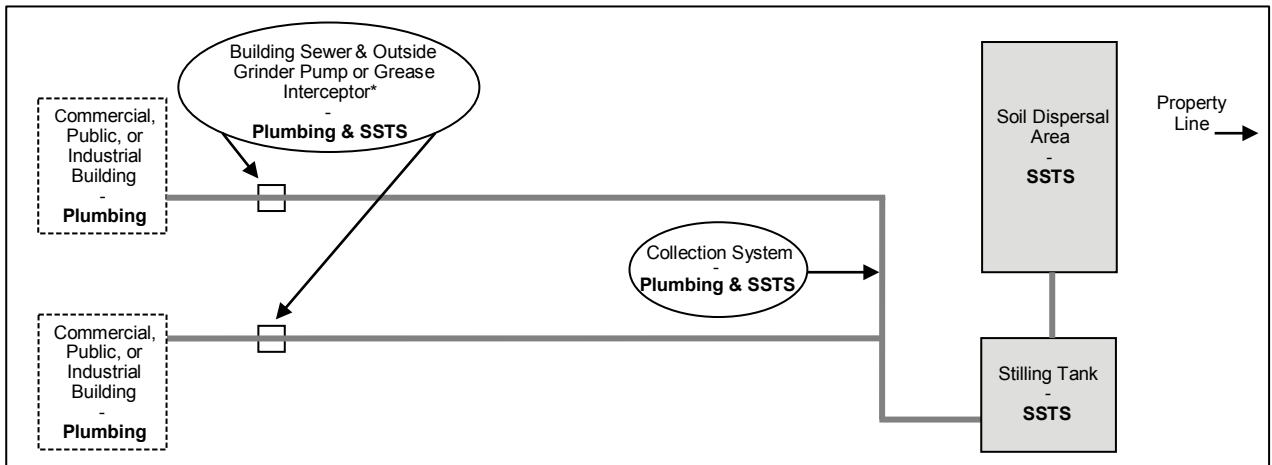 Building Sewer & Outside
Grinder Pump or Grease
Interceptor*
-
Plumbing & SSTS
Commercial,
Public, or
Industrial
Building
-
Plumbing
Soil Dispersal
Area
-
SSTS
Property
Line
Collection System
-
Plumbing & SSTS
Commercial,
Public, or
Industrial
Building
-
Plumbing
Stilling Tank
-
SSTS